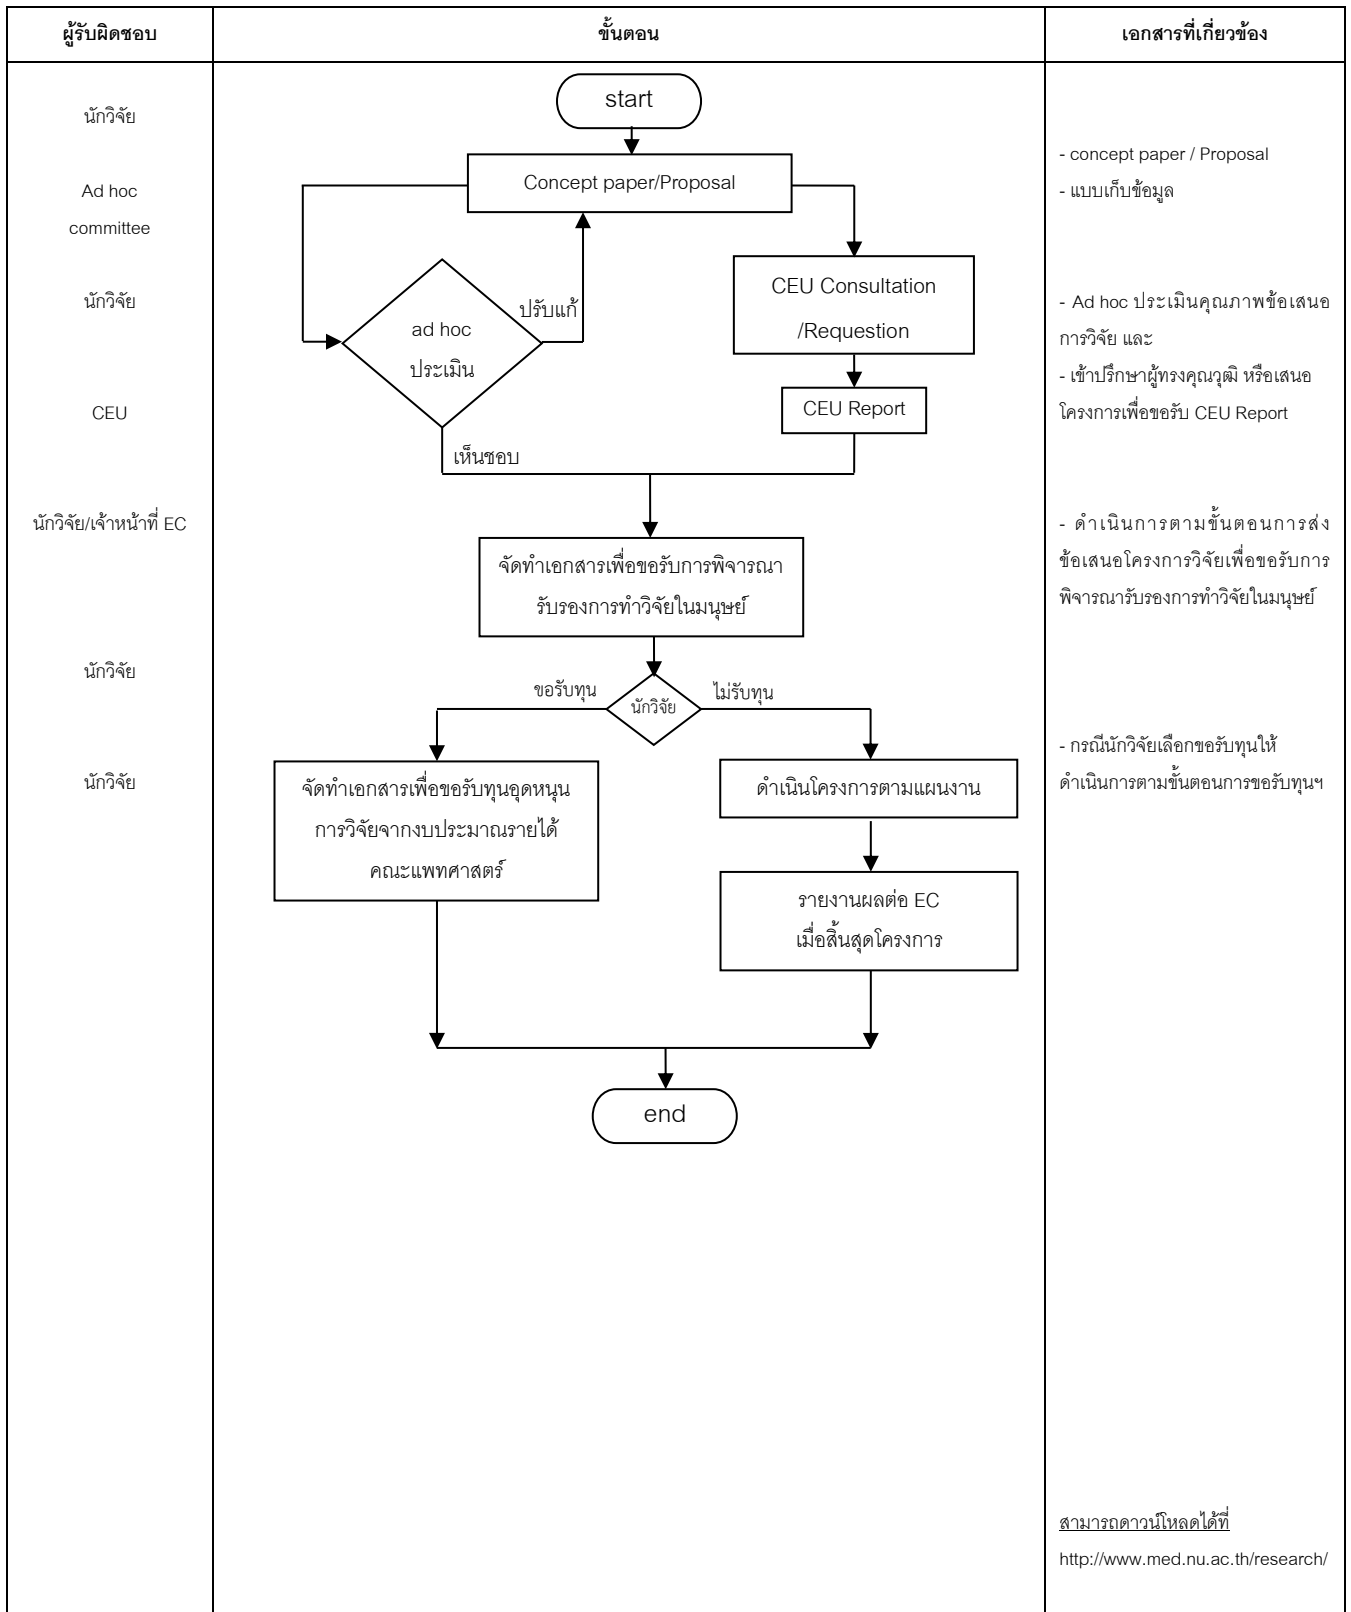 ผู้รับผิดชอบ
ขั้นตอน
เอกสารที่เกี่ยวข้อง
นักวิจัย
Ad hoc
committee
นักวิจัย
CEU
นักวิจัย/เจ้าหน้าที่ EC
นักวิจัย
นักวิจัย
start
Concept paper/Proposal
ad hoc
ประเมิน
ปรับแก้
เห็นชอบ
CEU Consultation
/Requestion
CEU Report
จัดทำเอกสารเพื่อขอรับการพิจารณา
รับรองการทำวิจัยในมนุษย์
ขอรับทุน
นักวิจัย
ไม่รับทุน
จัดทำเอกสารเพื่อขอรับทุนอุดหนุน
การวิจัยจากงบประมาณรายได้
คณะแพทศาสตร์
ดำเนินโครงการตามแผนงาน
รายงานผลต่อ EC
เมื่อสิ้นสุดโครงการ
end
- concept paper / Proposal
- แบบเก็บข้อมูล
- Ad hoc ประเมินคุณภาพข้อเสนอ
การวิจัย และ
- เข้าปรึกษาผู้ทรงคุณวุฒิ หรือเสนอ
โครงการเพื่อขอรับ CEU Report
- ดำเนินการตามขั้นตอนการส่ง
ข้อเสนอโครงการวิจัยเพื่อขอรับการ
พิจารณารับรองการทำวิจัยในมนุษย์
- กรณีนักวิจัยเลือกขอรับทุนให้
ดำเนินการตามขั้นตอนการขอรับทุนฯ
สามารถดาวน์โหลดได้ที่
http://www.med.nu.ac.th/research/